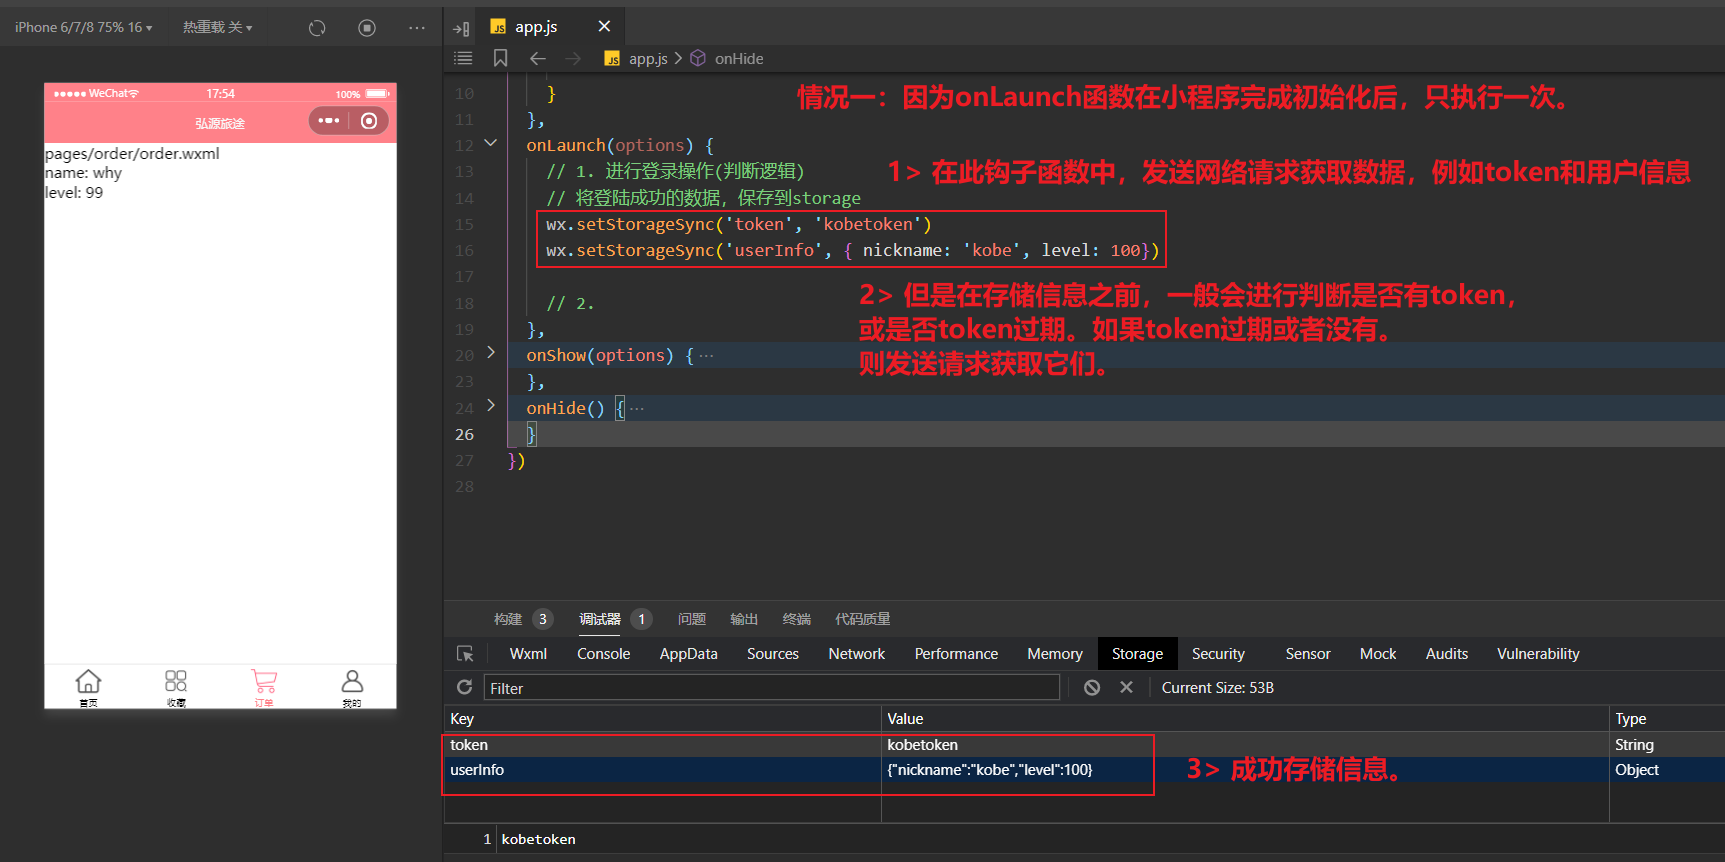 iPhone 6/7/8 75% 16
热重载 关
app.js
app.js
onHide
WeChat
17:54
100%
弘源旅途
pages/order/order.wxml
name: why
level: 99
首页
收藏
订单
我的
10 }
11 },
12 onLaunch(options) {
13 // 1. 进行登录操作(判断逻辑)
14 // 将登陆成功的数据, 保存到storage
15 wx.setStorageSync('token', 'kobetoken')
16 wx.setStorageSync('userInfo', { nickname: 'kobe', level: 100})
17
18 // 2.
19 },
20 onShow(options) { ···
23 },
24 onHide() { ···
26 }
27 })
28
情况一：因为onLaunch函数在小程序完成初始化后，只执行一次。
1> 在此钩子函数中，发送网络请求获取数据，例如token和用户信息
2> 但是在存储信息之前，一般会进行判断是否有token，
或是否token过期。如果token过期或者没有。
则发送请求获取它们。
构建 3 调试器 1 问题 输出 终端 代码质量
Wxml Console AppData Sources Network Performance Memory Storage Security Sensor Mock Audits Vulnerability
Filter
Current Size: 53B
Key Value Type
token kobetoken String
userInfo {"nickname":"kobe","level":100} Object
3> 成功存储信息。
1 kobetoken